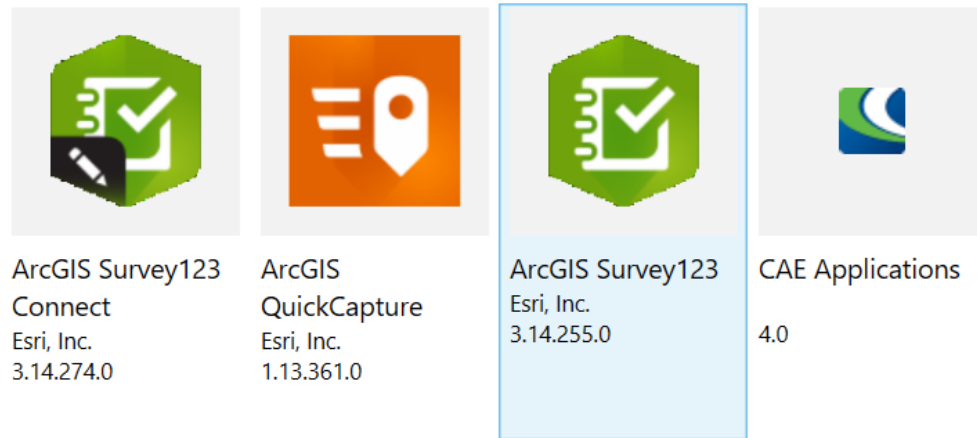 ArcGIS Survey123
Connect
Esri, Inc.
3.14.274.0
ArcGIS
QuickCapture
Esri, Inc.
1.13.361.0
ArcGIS Survey123
Esri, Inc.
3.14.255.0
CAE Applications
4.0